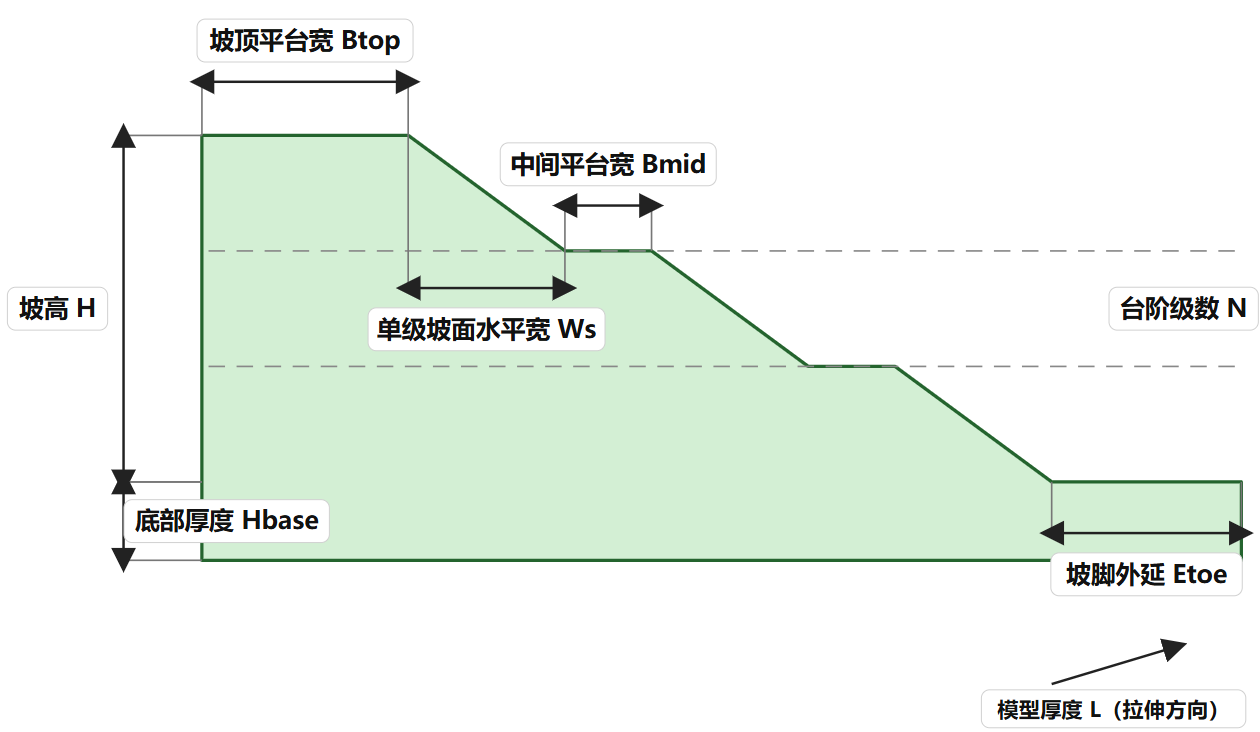 坡顶平台宽 Btop
中间平台宽 Bmid
坡高 H
单级坡面水平宽 Ws
台阶级数 N
底部厚度 Hbase
坡脚外延 Etoe
模型厚度 L（拉伸方向）